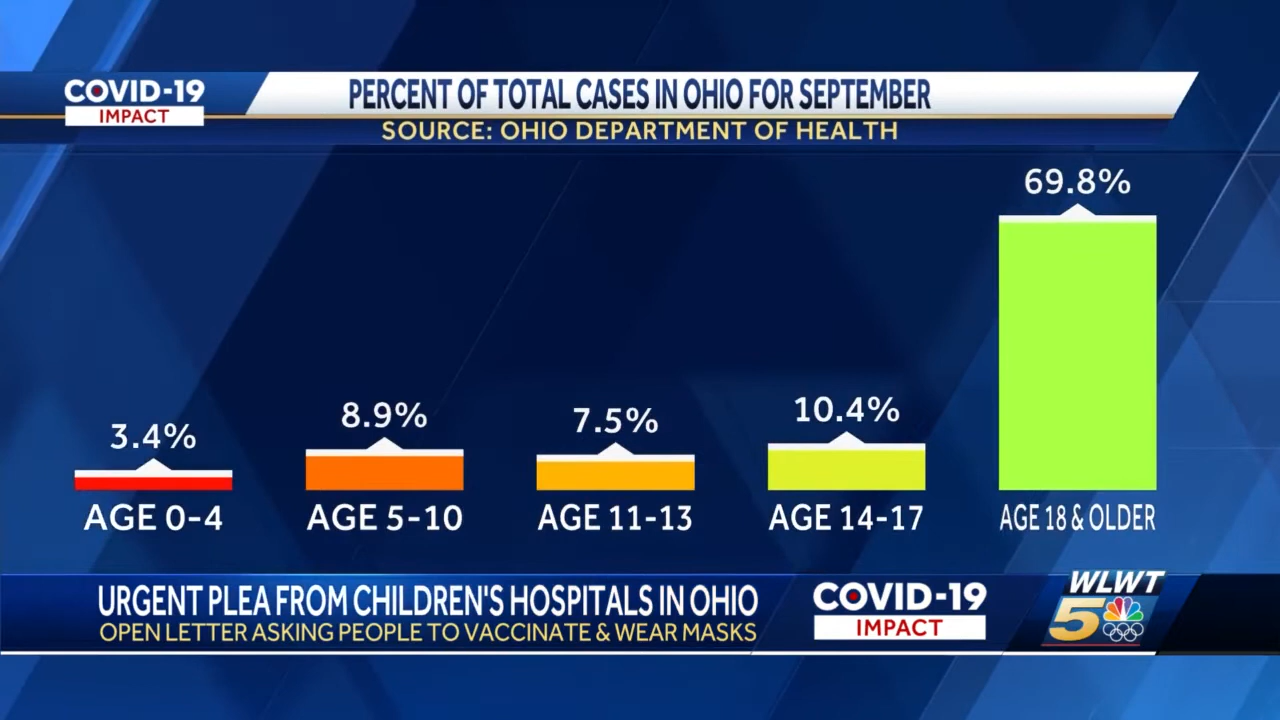 COVID-19
IMPACT
PERCENT OF TOTAL CASES IN OHIO FOR SEPTEMBER
SOURCE: OHIO DEPARTMENT OF HEALTH
3.4%
8.9%
7.5%
10.4%
69.8%
AGE 0-4
AGE 5-10
AGE 11-13
AGE 14-17
AGE 18 & OLDER
URGENT PLEA FROM CHILDREN'S HOSPITALS IN OHIO
OPEN LETTER ASKING PEOPLE TO VACCINATE & WEAR MASKS
COVID-19
IMPACT
WLWT
5